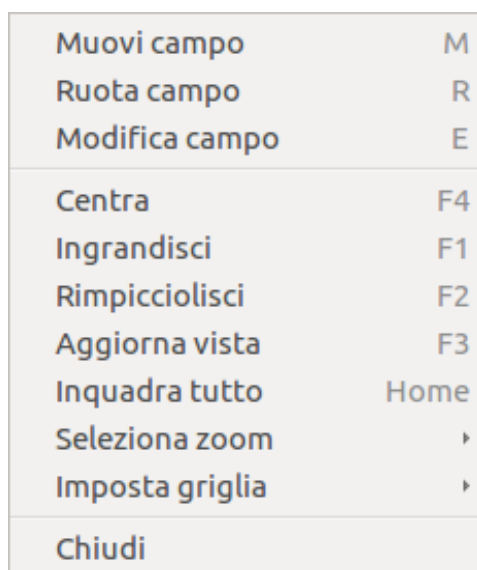 Muovi campo M
Ruota campo R
Modifica campo E
Centra F4
Ingrandisci F1
Rimpicciolisci F2
Aggiorna vista F3
Inquadra tutto Home
Seleziona zoom
Imposta griglia
Chiudi